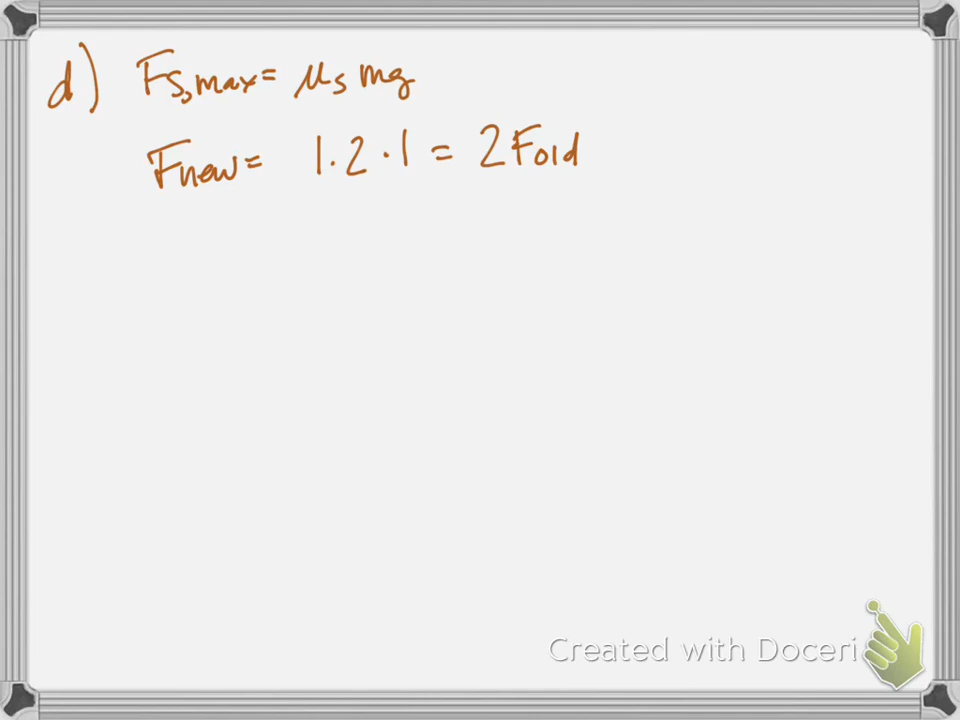 d) Fs,max = μs mg
Fnew = 1 · 2 · 1 = 2Fold
Created with Doceri